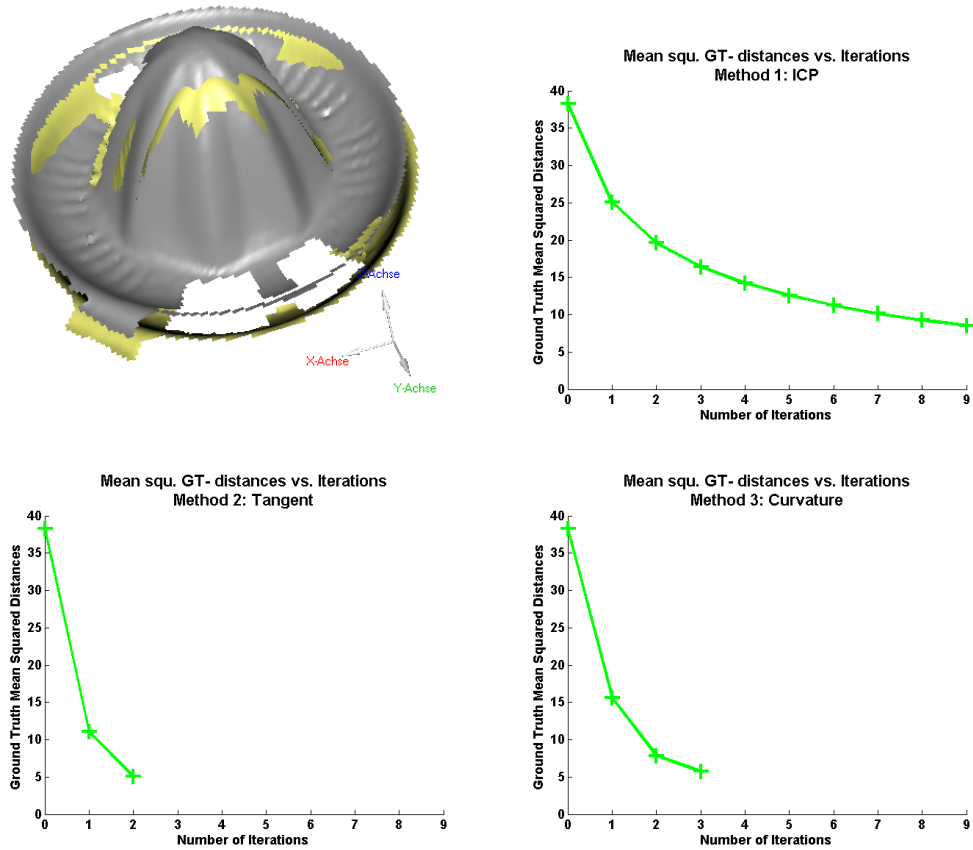 Z-Achse
X-Achse
Y-Achse
Mean squ. GT- distances vs. Iterations
Method 1: ICP
Ground Truth Mean Squared Distances
40
35
30
25
20
15
10
5
0
0 1 2 3 4 5 6 7 8 9
Number of Iterations
Mean squ. GT- distances vs. Iterations
Method 2: Tangent
Ground Truth Mean Squared Distances
40
35
30
25
20
15
10
5
0
0 1 2 3 4 5 6 7 8 9
Number of Iterations
Mean squ. GT- distances vs. Iterations
Method 3: Curvature
Ground Truth Mean Squared Distances
40
35
30
25
20
15
10
5
0
0 1 2 3 4 5 6 7 8 9
Number of Iterations